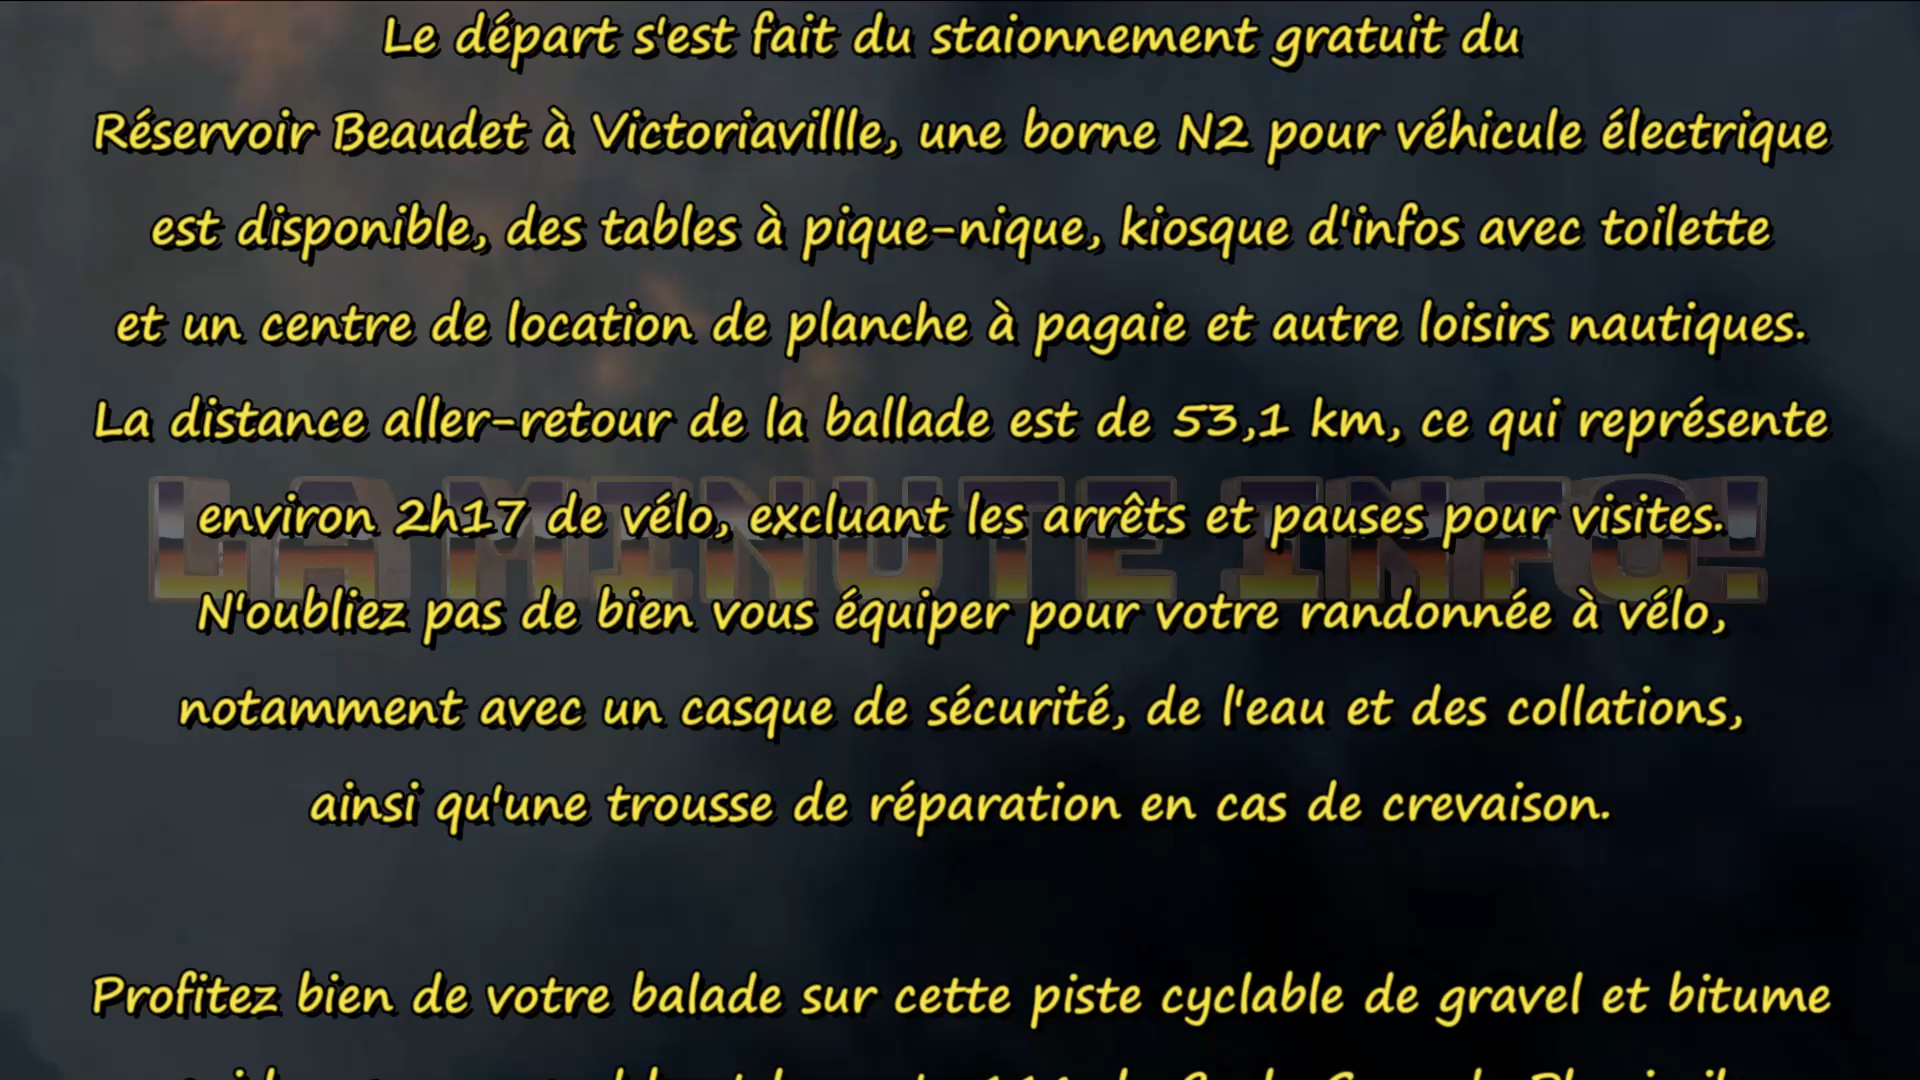 Le départ s'est fait du staionnement gratuit du
Réservoir Beaudet à Victoriavillle, une borne N2 pour véhicule électrique
est disponible, des tables à pique-nique, kiosque d'infos avec toilette
et un centre de location de planche à pagaie et autre loisirs nautiques.
La distance aller-retour de la ballade est de 53,1 km, ce qui représente
LA MINUTE INFO!
environ 2h17 de vélo, excluant les arrêts et pauses pour visites.
N'oubliez pas de bien vous équiper pour votre randonnée à vélo,
notamment avec un casque de sécurité, de l'eau et des collations,
ainsi qu'une trousse de réparation en cas de crevaison.
Profitez bien de votre balade sur cette piste cyclable de gravel et bitume